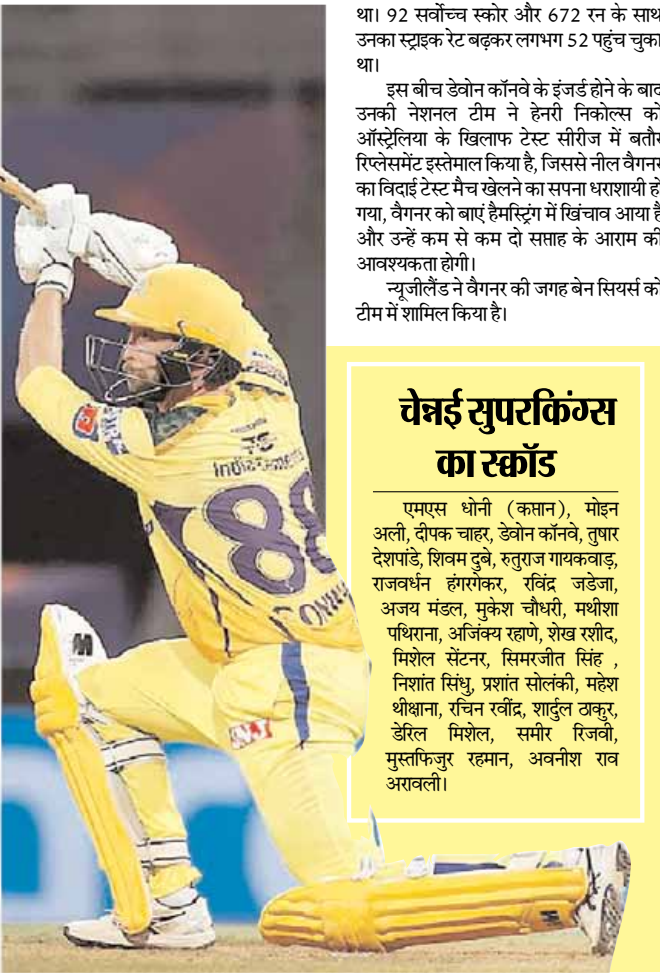 था। 92 सर्वोच्च स्कोर और 672 रन के साथ
उनका स्ट्राइक रेट बढ़कर लगभग 52 पहुंच चुका
था।
इस बीच डेवोन कॉनवे के इंजर्ड होने के बाद
उनकी नेशनल टीम ने हेनरी निकोल्स को
ऑस्ट्रेलिया के खिलाफ टेस्ट सीरीज में बतौर
रिप्लेसमेंट इस्तेमाल किया है, जिससे नील वैगनर
का विदाई टेस्ट मैच खेलने का सपना धराशायी हो
गया, वैगनर को बाएं हैमस्ट्रिंग में खिंचाव आया है
और उन्हें कम से कम दो सप्ताह के आराम की
आवश्यकता होगी।
न्यूजीलैंड ने वैगनर की जगह बेन सियर्स को
टीम में शामिल किया है।
चेन्नई सुपरकिंग्स
का स्क्वॉड
एमएस धोनी (कप्तान), मोइन
अली, दीपक चाहर, डेवोन कॉनवे, तुषार
देशपांडे, शिवम दुबे, रुतुराज गायकवाड़,
राजवर्धन हंगरगेकर, रविंद्र जडेजा,
अजय मंडल, मुकेश चौधरी, मथीशा
पथिराना, अजिंक्य रहाणे, शेख रशीद,
मिशेल सेंटनर, सिमरजीत सिंह ,
निशांत सिंधु, प्रशांत सोलंकी, महेश
थीक्षाना, रचिन रवींद्र, शार्दुल ठाकुर,
डेरिल मिशेल, समीर रिजवी,
मुस्तफिजुर रहमान, अवनीश राव
अरावली।
88